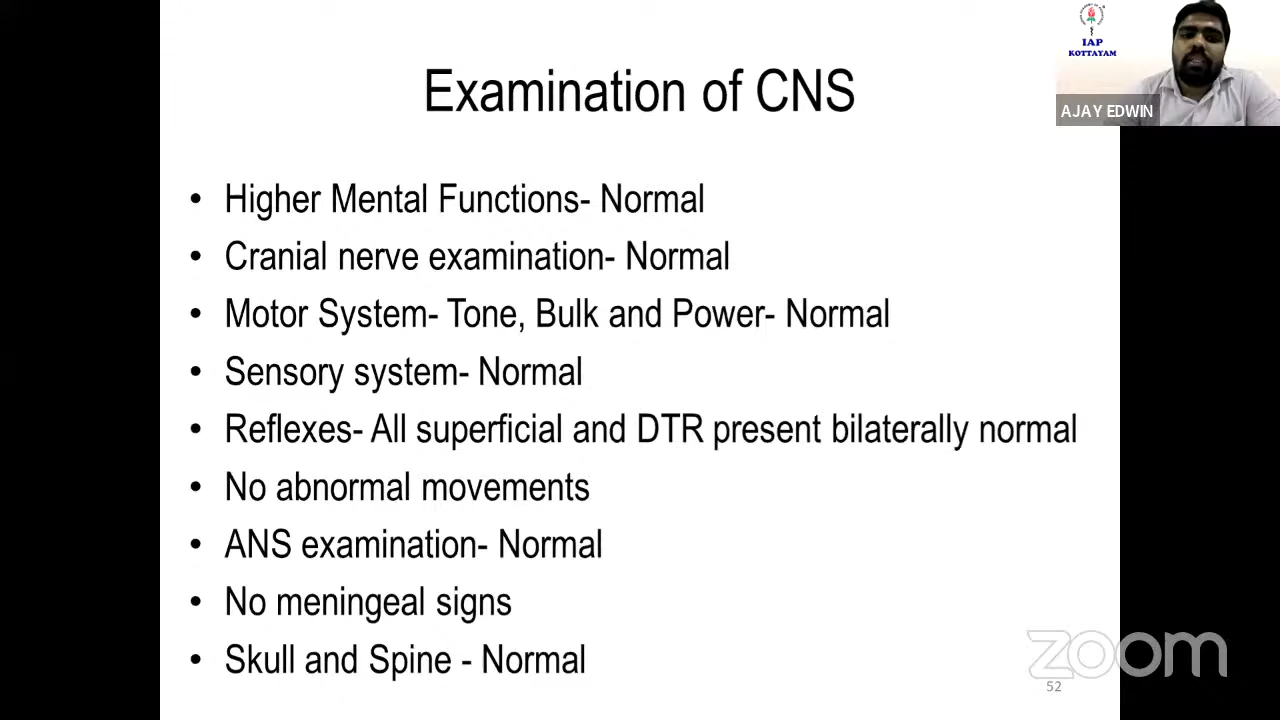 IAP
KOTTAYAM
AJAY EDWIN
Examination of CNS
• Higher Mental Functions- Normal
• Cranial nerve examination- Normal
• Motor System- Tone, Bulk and Power- Normal
• Sensory system- Normal
• Reflexes- All superficial and DTR present bilaterally normal
• No abnormal movements
• ANS examination- Normal
• No meningeal signs
• Skull and Spine - Normal
zoom
52